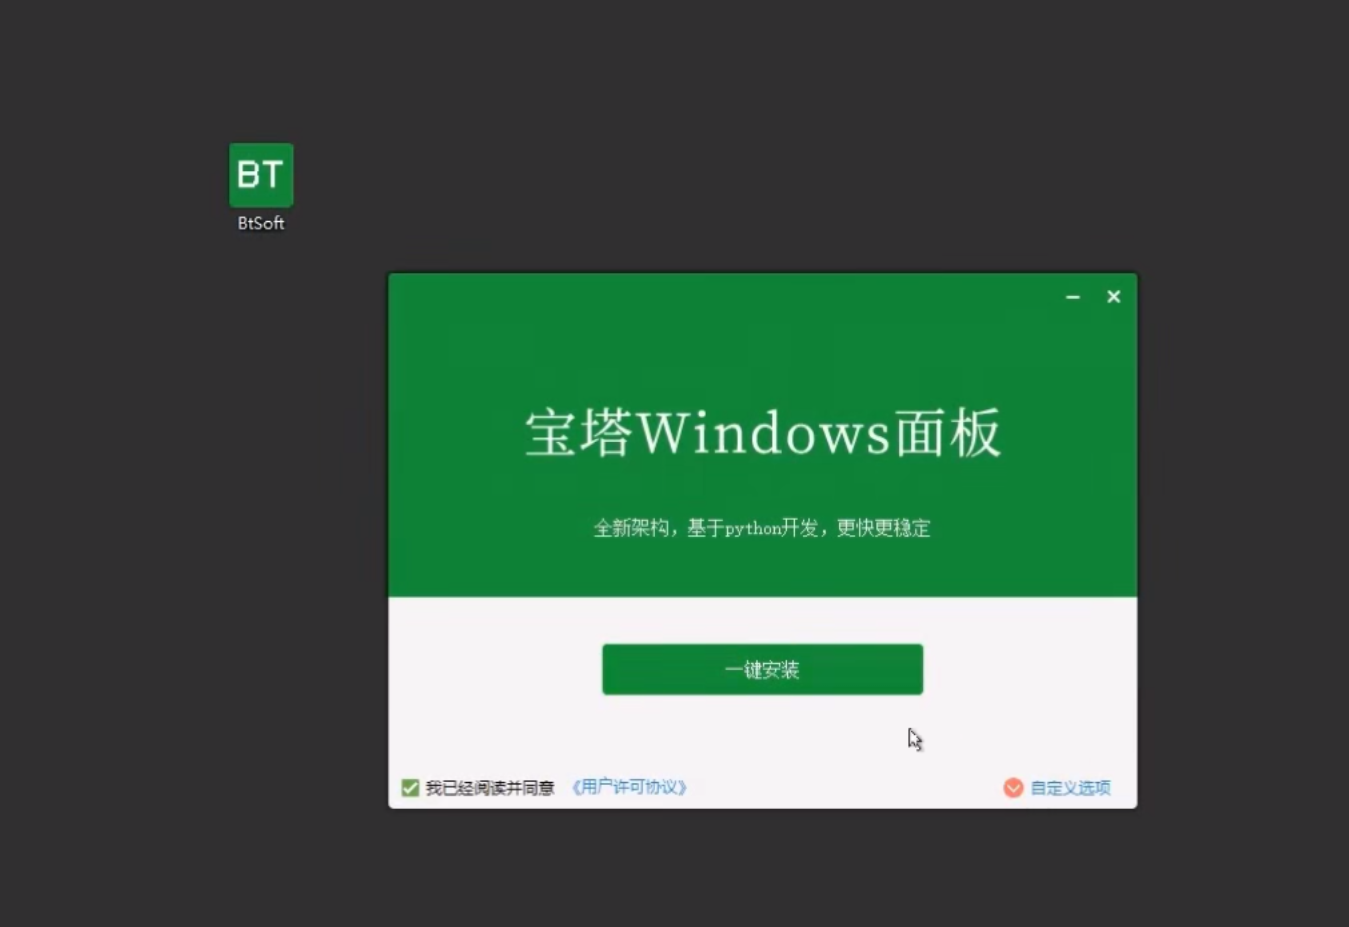 BT
BtSoft
宝塔Windows面板
全新架构，基于python开发，更快更稳定
一键安装
我已经阅读并同意 《用户许可协议》
自定义选项